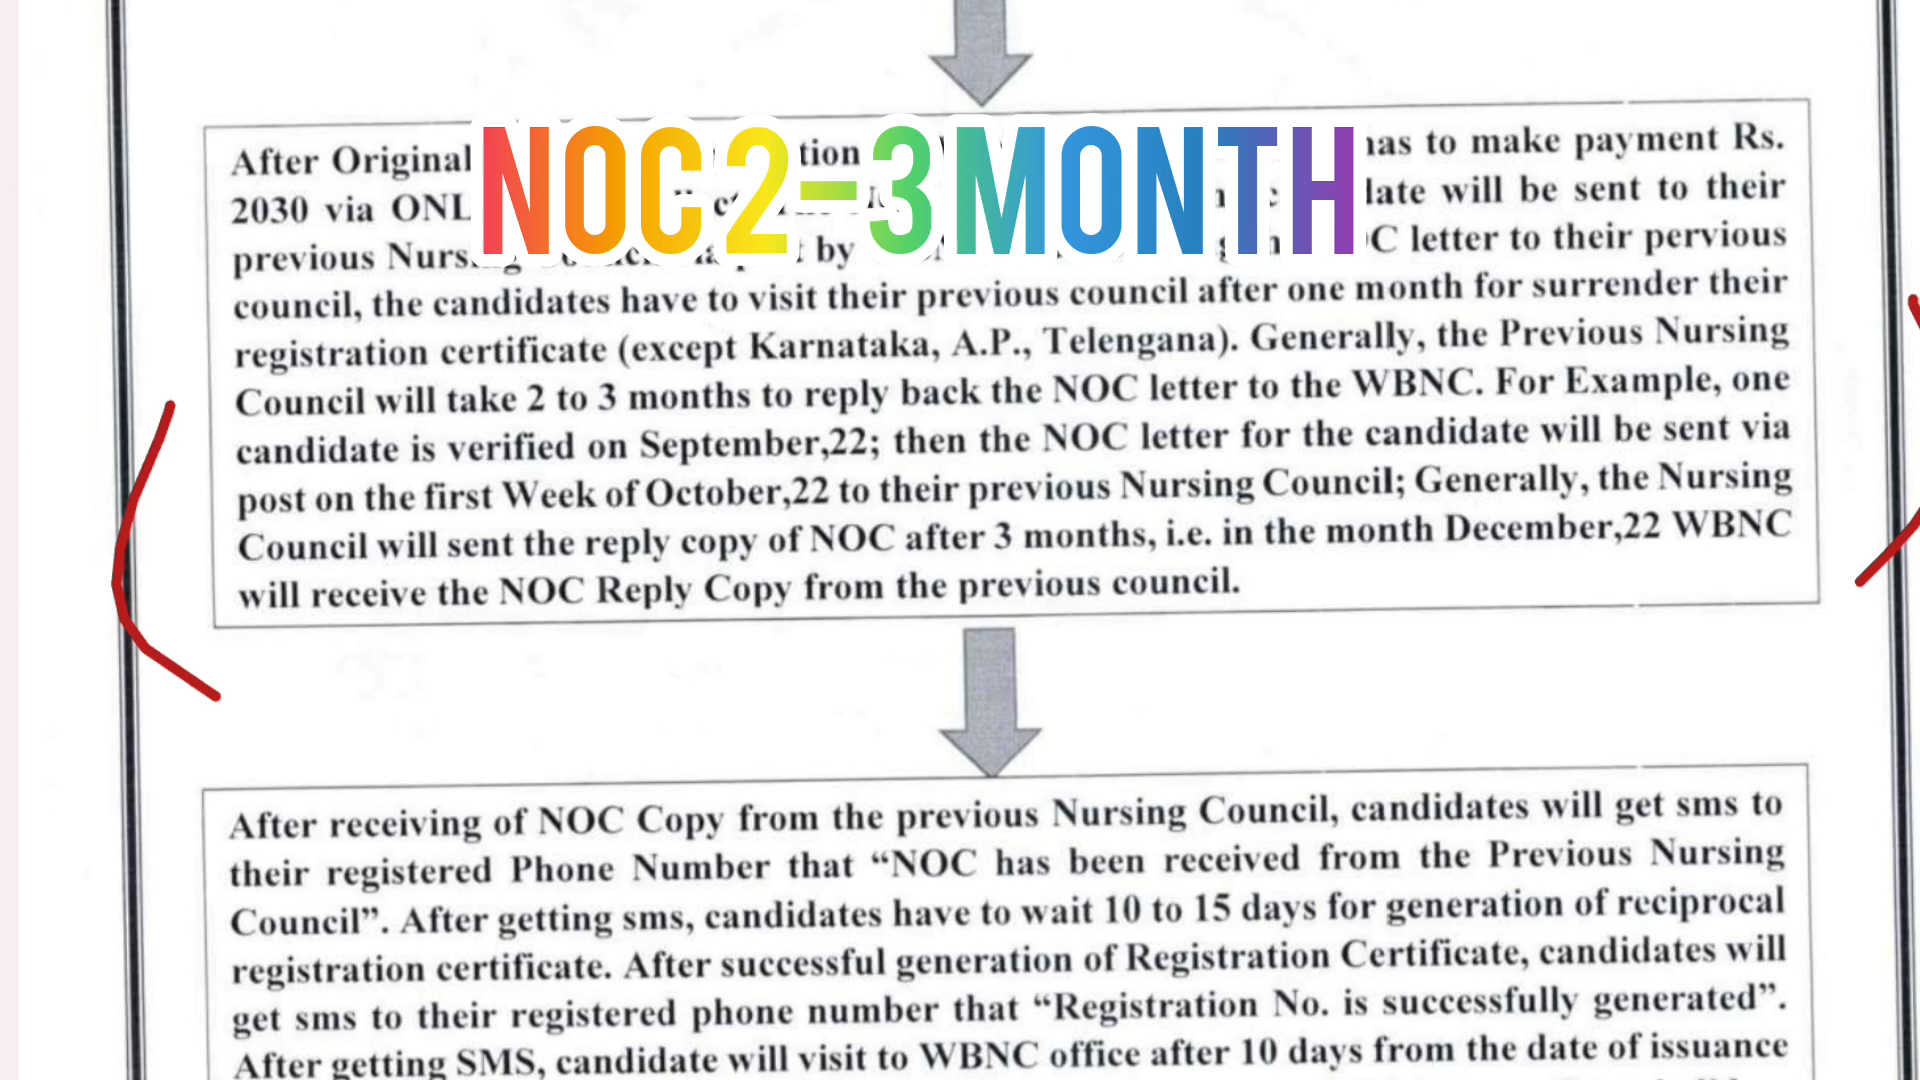 NOC 2-3 MONTH
After Original tion has to make payment Rs.
2030 via will be sent to their
previous by letter to their pervious
council, the candidates have to visit their previous council after one month for surrender their
registration certificate (except Karnataka, A.P., Telengana). Generally, the Previous Nursing
Council will take 2 to 3 months to reply back the NOC letter to the WBNC. For Example, one
candidate is verified on September,22; then the NOC letter for the candidate will be sent via
post on the first Week of October,22 to their previous Nursing Council; Generally, the Nursing
Council will sent the reply copy of NOC after 3 months, i.e. in the month December,22 WBNC
will receive the NOC Reply Copy from the previous council.
After receiving of NOC Copy from the previous Nursing Council, candidates will get sms to
their registered Phone Number that “NOC has been received from the Previous Nursing
Council”. After getting sms, candidates have to wait 10 to 15 days for generation of reciprocal
registration certificate. After successful generation of Registration Certificate, candidates will
get sms to their registered phone number that “Registration No. is successfully generated”.
After getting SMS, candidate will visit to WBNC office after 10 days from the date of issuance